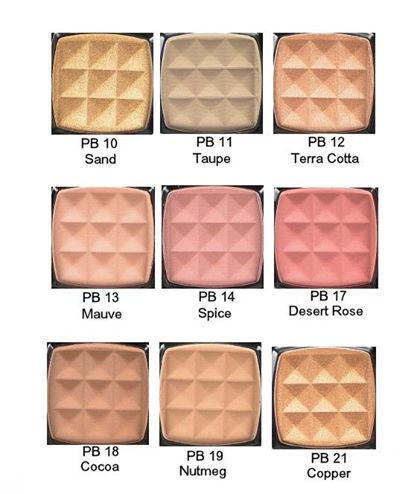 PB 10
Sand
PB 11
Taupe
PB 12
Terra Cotta
PB 13
Mauve
PB 14
Spice
PB 17
Desert Rose
PB 18
Cocoa
PB 19
Nutmeg
PB 21
Copper